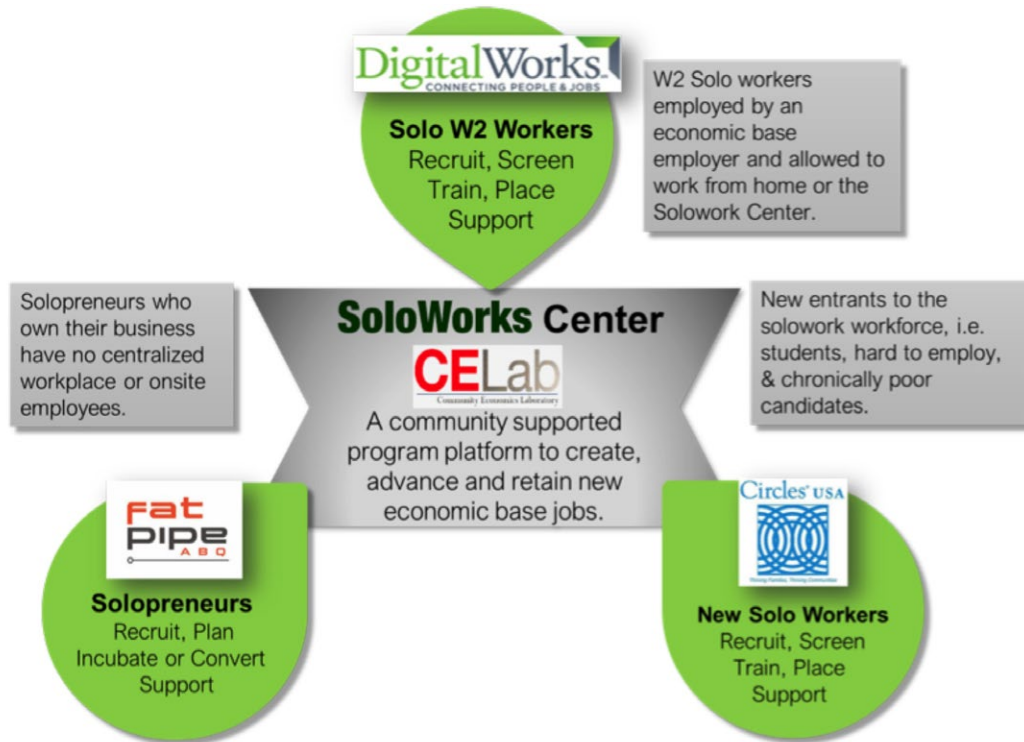 DigitalWorks
CONNECTING PEOPLE & JOBS
Solo W2 Workers
Recruit, Screen
Train, Place
Support
W2 Solo workers
employed by an
economic base
employer and allowed to
work from home or the
Solowork Center.
Solopreneurs who
own their business
have no centralized
workplace or onsite
employees.
SoloWorks Center
CELab
Community Economics Laboratory
A community supported
program platform to create,
advance and retain new
economic base jobs.
New entrants to the
solowork workforce, i.e.
students, hard to employ,
& chronically poor
candidates.
fat
pipe
ABQ
Solopreneurs
Recruit, Plan
Incubate or Convert
Support
Circles USA
Thriving Families, Thriving Communities
New Solo Workers
Recruit, Screen
Train, Place
Support